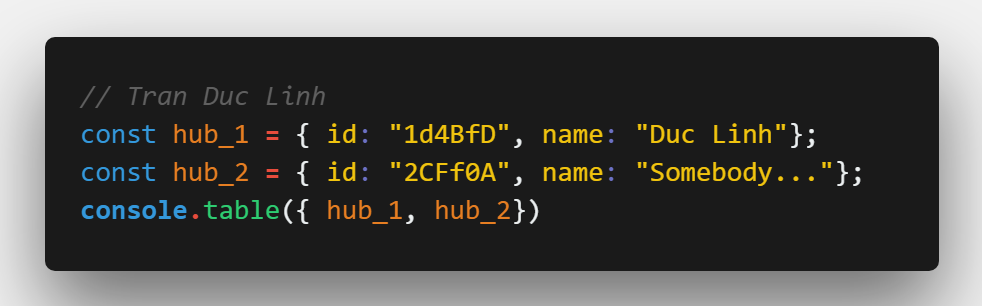 // Tran Duc Linh
const hub_1 = { id: "1d4BfD", name: "Duc Linh"};
const hub_2 = { id: "2CFf0A", name: "Somebody..."};
console.table({ hub_1, hub_2})